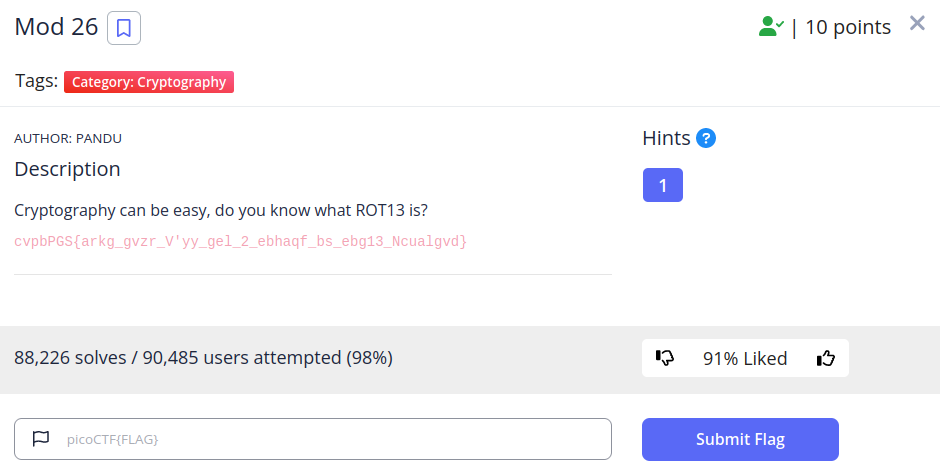 Mod 26
| 10 points
Tags: Category: Cryptography
AUTHOR: PANDU
Hints ?
Description
1
Cryptography can be easy, do you know what ROT13 is?
cvpbPGS{arkg_gvzr_V'yy_gel_2_ebhaqf_bs_ebg13_Ncualgvd}
88,226 solves / 90,485 users attempted (98%)
91% Liked
picoCTF{FLAG}
Submit Flag